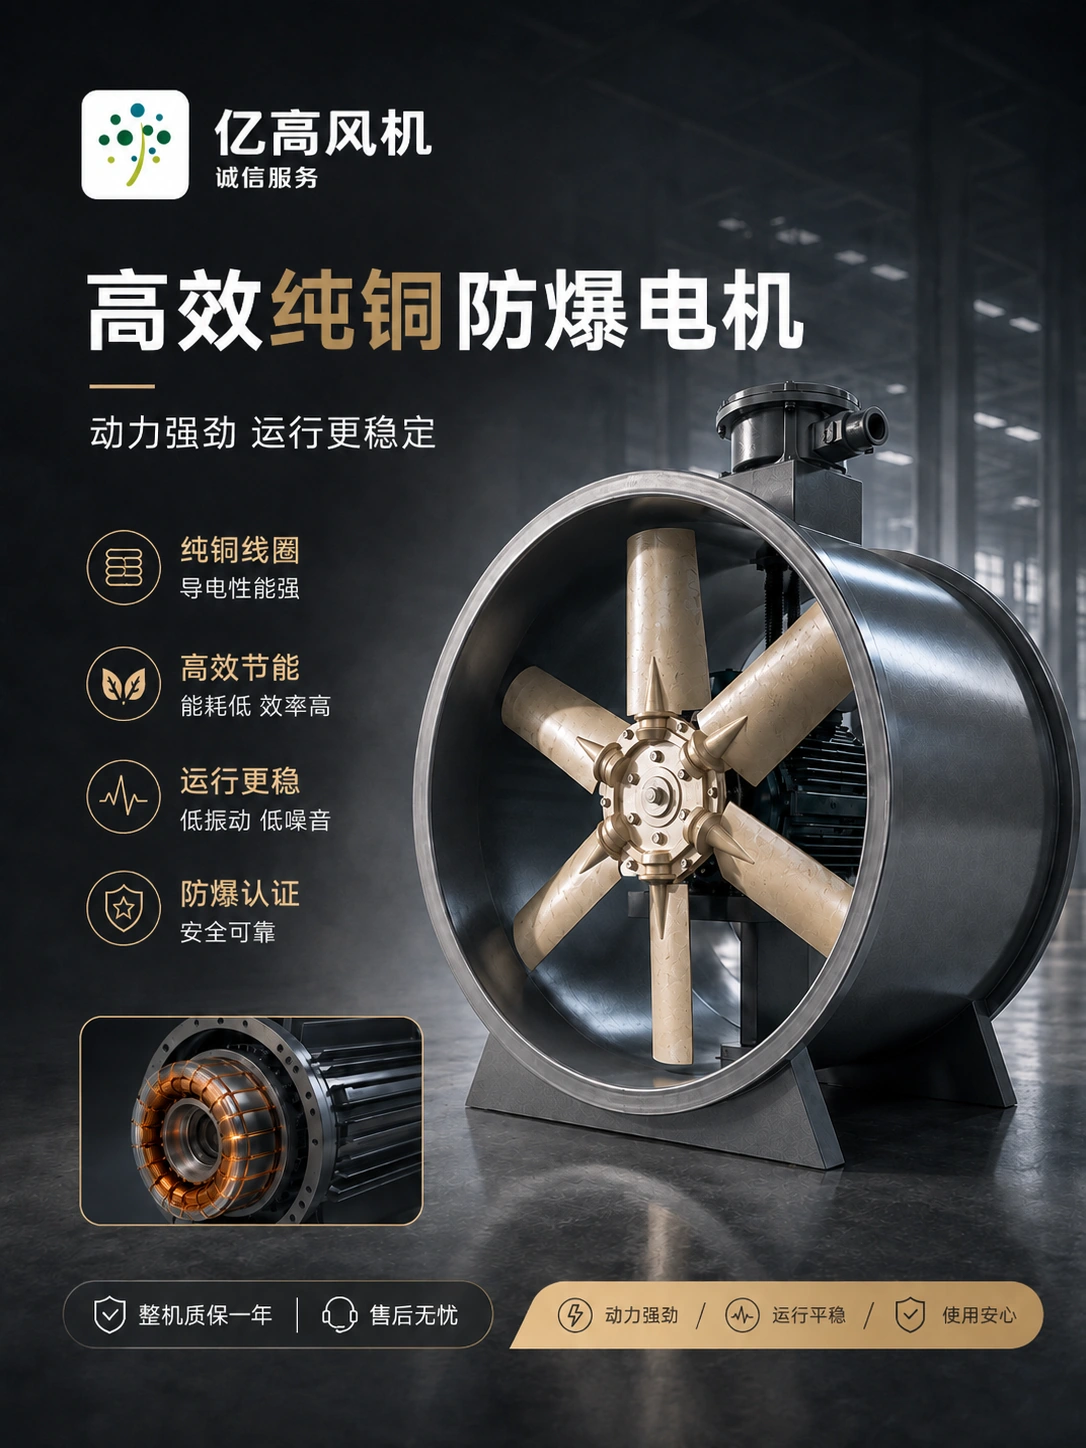 亿高风机
诚信服务
高效纯铜防爆电机
动力强劲 运行更稳定
纯铜线圈
导电性能强
高效节能
能耗低 效率高
运行更稳
低振动 低噪音
防爆认证
安全可靠
整机质保一年 | 售后无忧
动力强劲 / 运行平稳 / 使用安心